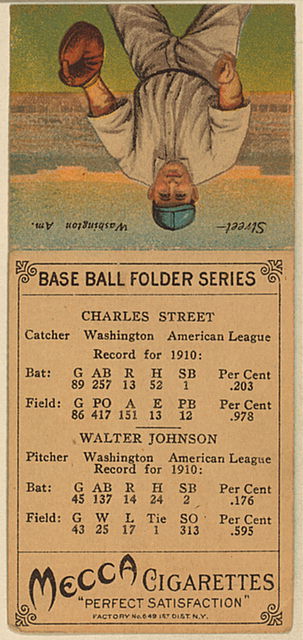 Street—
Washington Am.
BASE BALL FOLDER SERIES
CHARLES STREET
Catcher Washington American League
Record for 1910:
Bat: G AB R H SB Per Cent
89 257 13 52 1 .203
Field: G PO A E PB Per Cent
86 417 151 13 12 .978
WALTER JOHNSON
Pitcher Washington American League
Record for 1910:
Bat: G AB R H SB Per Cent
45 137 14 24 2 .176
Field: G W L Tie SO Per Cent
43 25 17 1 313 .595
MECCA CIGARETTES
"PERFECT SATISFACTION"
FACTORY No. 649 1ST DIST. N.Y.